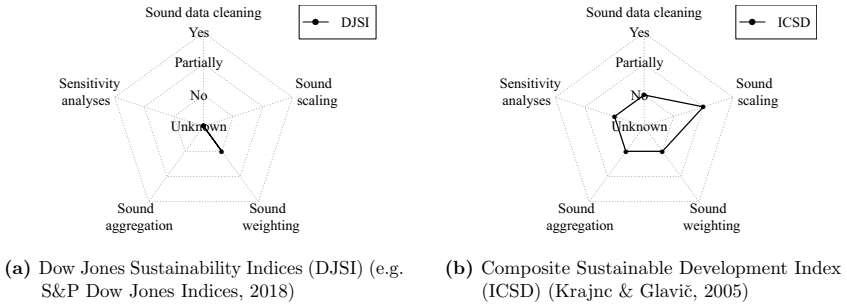 Sound data cleaning
Yes
Partially
No
Unknown
Sensitivity
analyses
Sound
scaling
Sound
aggregation
Sound
weighting
DJSI
(a) Dow Jones Sustainability Indices (DJSI) (e.g.
S&P Dow Jones Indices, 2018)
Sound data cleaning
Yes
Partially
No
Unknown
Sensitivity
analyses
Sound
scaling
Sound
aggregation
Sound
weighting
ICSD
(b) Composite Sustainable Development Index
(ICSD) (Krajnc & Glavič, 2005)